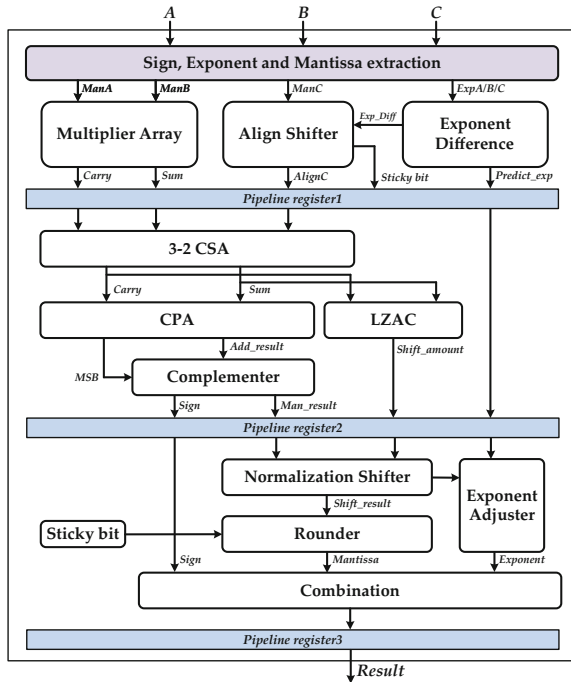 A B C
Sign, Exponent and Mantissa extraction
ManA ManB ManC ExpA/B/C
Multiplier Array
Align Shifter
Exp_Diff
Exponent
Difference
Carry Sum AlignC Sticky bit Predict_exp
Pipeline register1
3-2 CSA
Carry Sum
CPA LZAC
Add_result Shift_amount
MSB
Complementer
Sign Man_result
Pipeline register2
Normalization Shifter
Exponent
Adjuster
Shift_result
Sticky bit
Rounder
Sign Mantissa Exponent
Combination
Pipeline register3
Result